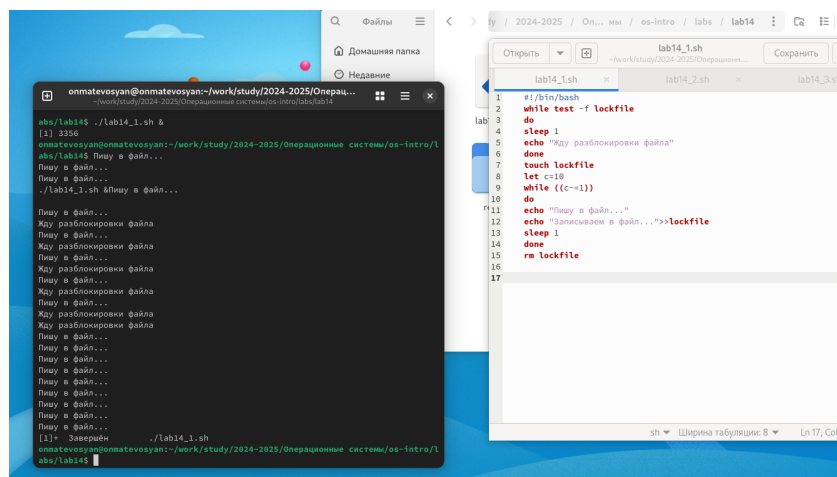 Файлы
Домашняя папка
Недавние
dy / 2024-2025 / Оп... мы / os-intro / labs / lab14
Открыть
lab14_1.sh
Сохранить
lab14_1.sh
lab14_2.sh
lab14_3.s
1 #!/bin/bash
2 while test -f lockfile
3 do
4 sleep 1
5 echo "Жду разблокировки файла"
6 done
7 touch lockfile
8 let c=10
9 while ((c-=1))
10 do
11 echo "Пишу в файл..."
12 echo "Записываем в файл...">>lockfile
13 sleep 1
14 done
15 rm lockfile
16
17
sh
Ширина табуляции: 8
Ln 17, Co
onmatevosyan@onmatevosyan:~/work/study/2024-2025/Операц...
~/work/study/2024-2025/Операционные системы/os-intro/labs/lab14
abs/lab14$ ./lab14_1.sh &
[1] 3356
onmatevosyan@onmatevosyan:~/work/study/2024-2025/Операционные системы/os-intro/l
abs/lab14$ Пишу в файл...
Пишу в файл...
Пишу в файл...
./lab14_1.sh &Пишу в файл...
Пишу в файл...
Жду разблокировки файла
Пишу в файл...
Жду разблокировки файла
Пишу в файл...
Жду разблокировки файла
Пишу в файл...
Жду разблокировки файла
Пишу в файл...
Жду разблокировки файла
Жду разблокировки файла
Пишу в файл...
Пишу в файл...
Пишу в файл...
Пишу в файл...
Пишу в файл...
Пишу в файл...
Пишу в файл...
Пишу в файл...
Пишу в файл...
[1]+ Завершён ./lab14_1.sh
onmatevosyan@onmatevosyan:~/work/study/2024-2025/Операционные системы/os-intro/l
abs/lab14$